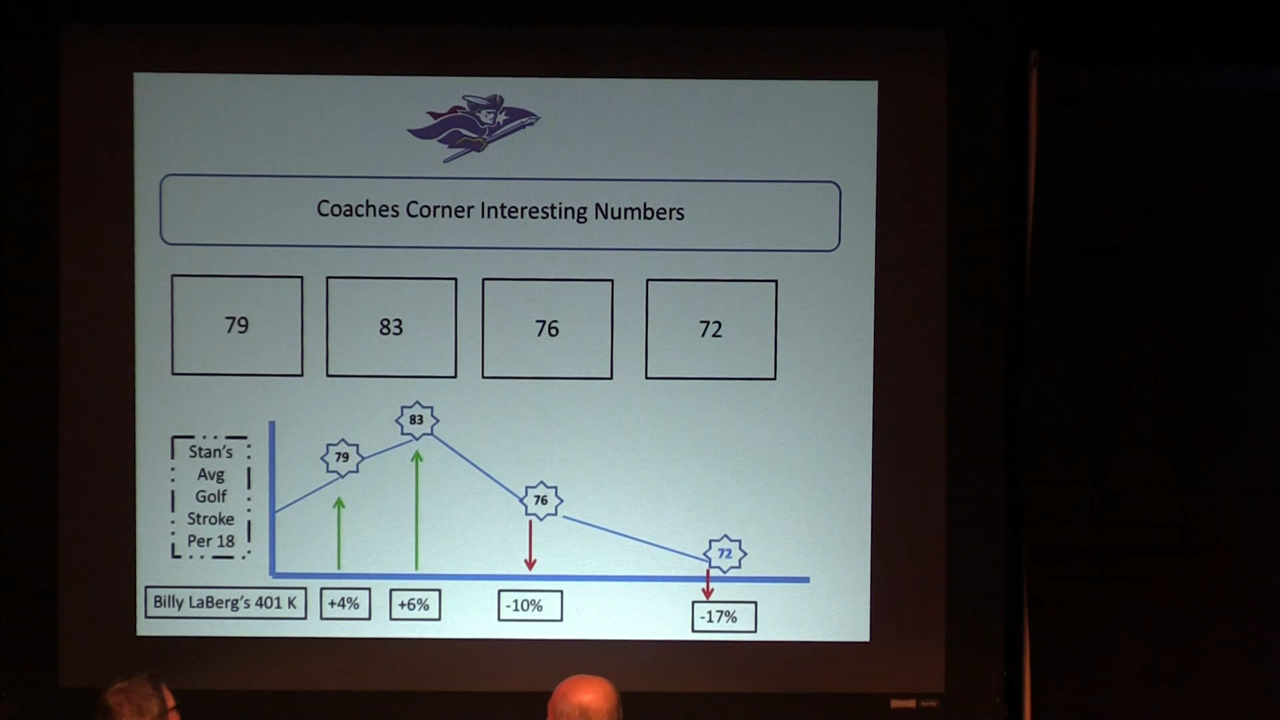 Coaches Corner Interesting Numbers
79
83
76
72
83
79
76
72
Stan's
Avg
Golf
Stroke
Per 18
Billy LaBerg's 401 K
+4%
+6%
-10%
-17%